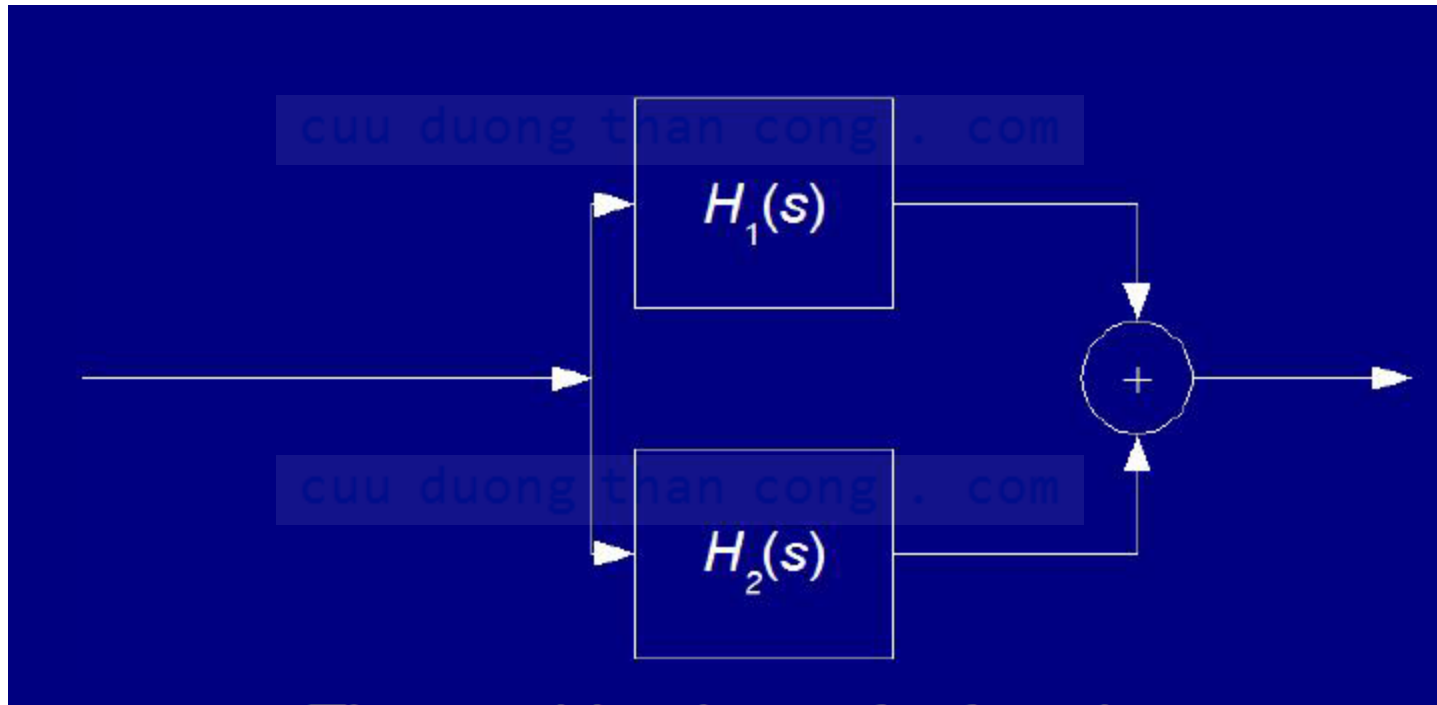 cuu duong than cong . com
H₁(s)
+
cuu duong than cong . com
H₂(s)